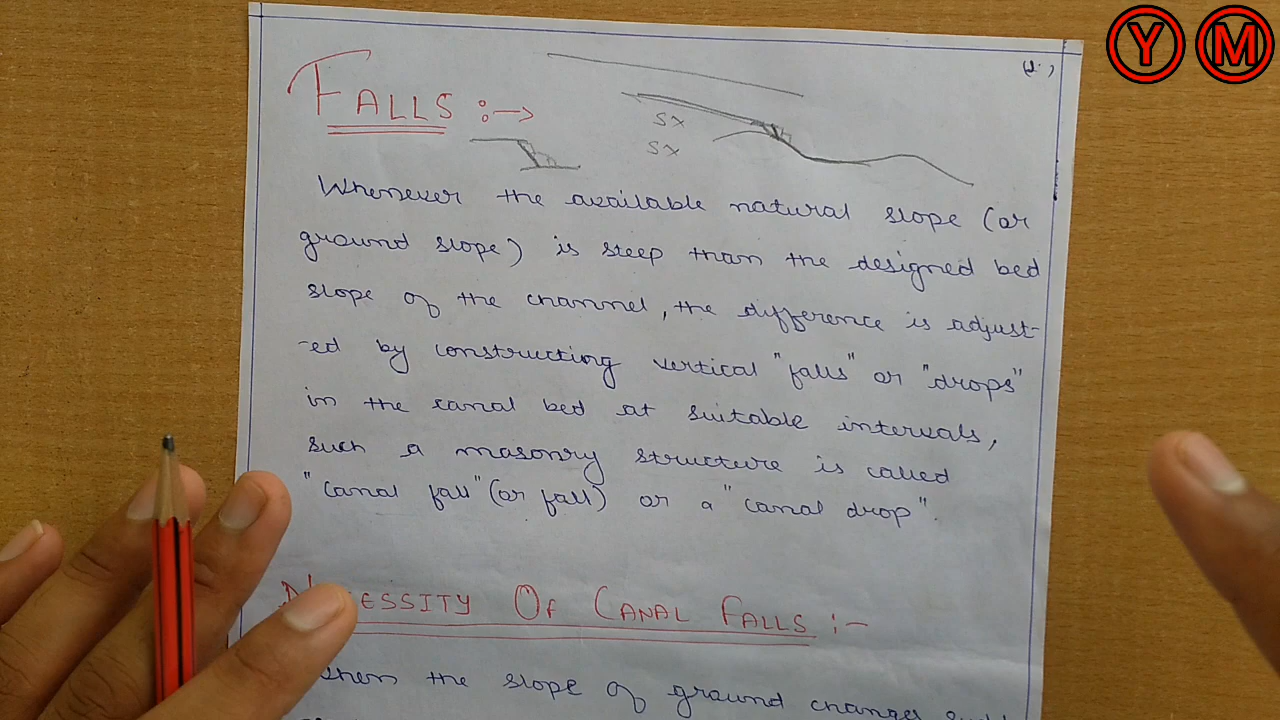 Y M
(1.)
FALLS :→
S×
S×
Whenever the available natural slope (or
ground slope) is steep than the designed bed
slope of the channel, the difference is adjust-
-ed by constructing vertical "falls" or "drops"
in the canal bed at suitable intervals,
such a masonry structure is called
"canal fall" (or fall) or a "canal drop".
NECESSITY OF CANAL FALLS :-
the slope of ground changes